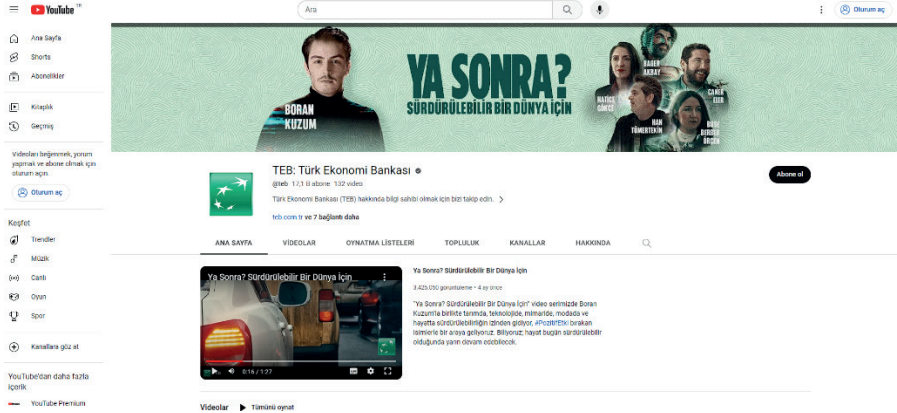 YouTube TR
Ara
Oturum aç
Ana Sayfa
Shorts
Abonelikler
Kitaplık
Geçmiş
Videoları beğenmek, yorum
yapmak ve abone olmak için
oturum açın.
Oturum aç
Keşfet
Trendler
Müzik
Canlı
Oyun
Spor
Kanallara göz at
YouTube'dan daha fazla
içerik
YouTube Premium
BORAN
KUZUM
YA SONRA?
SÜRDÜRÜLEBİLİR BİR DÜNYA İÇİN
HATİCE
GÖKÇE
BAGER
AKBAY
HAN
TÜMERTEKİN
CANER
EDER
BUSE
BERBER
ÖRÇEN
TEB: Türk Ekonomi Bankası
@teb 17,1 B abone 132 video
Türk Ekonomi Bankası (TEB) hakkında bilgi sahibi olmak için bizi takip edin.
teb.com.tr ve 7 bağlantı daha
Abone ol
ANA SAYFA VİDEOLAR OYNATMA LİSTELERİ TOPLULUK KANALLAR HAKKINDA
Ya Sonra? Sürdürülebilir Bir Dünya İçin
0:16 / 1:27
Ya Sonra? Sürdürülebilir Bir Dünya İçin
3.425.050 görüntüleme • 4 ay önce
"Ya Sonra? Sürdürülebilir Bir Dünya İçin" video serimizde Boran
Kuzum'la birlikte tarımda, teknolojide, mimaride, modada ve
hayatta sürdürülebilirliğin izinden gidiyor, #PozitifEtki bırakan
isimlerle bir araya geliyoruz. Biliyoruz; hayat bugün sürdürülebilir
olduğunda yarın devam edebilecek.
Videolar Tümünü oynat